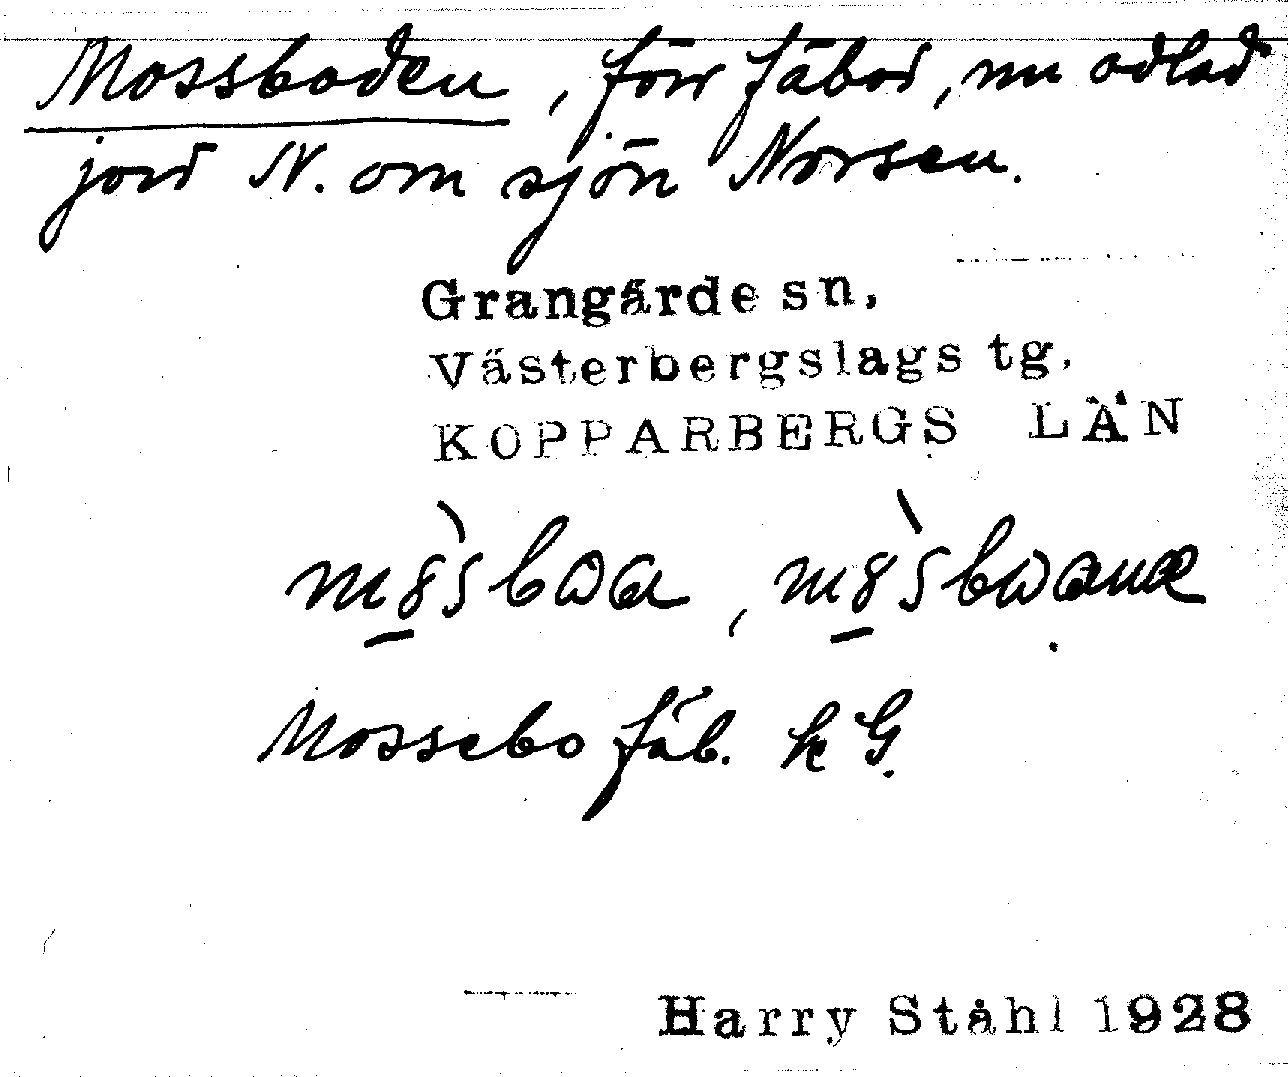 Mossboden, förr fäbod, nu odlad
jord N. om sjön Norsen.
Grangärde sn,
Västerbergslags tg,
KOPPARBERGS LÄN
Mossebo fäb. k G.
Harry Ståhl 1928